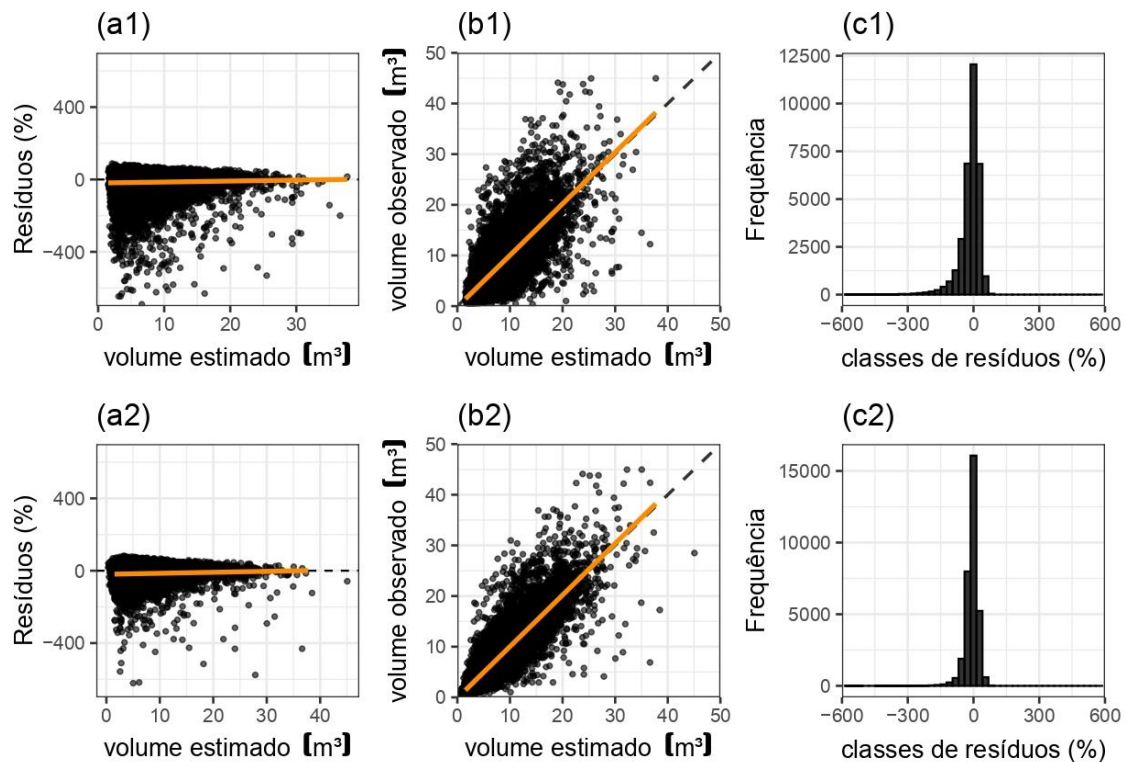 (a1)
Resíduos (%)
400
0
−400
0 10 20 30
volume estimado (m³)
(b1)
volume observado (m³)
50
40
30
20
10
0
0 10 20 30 40 50
volume estimado (m³)
(c1)
Frequência
12500
10000
7500
5000
2500
0
−600 −300 0 300 600
classes de resíduos (%)
(a2)
Resíduos (%)
400
0
−400
0 10 20 30 40
volume estimado (m³)
(b2)
volume observado (m³)
50
40
30
20
10
0
0 10 20 30 40 50
volume estimado (m³)
(c2)
Frequência
15000
10000
5000
0
−600 −300 0 300 600
classes de resíduos (%)